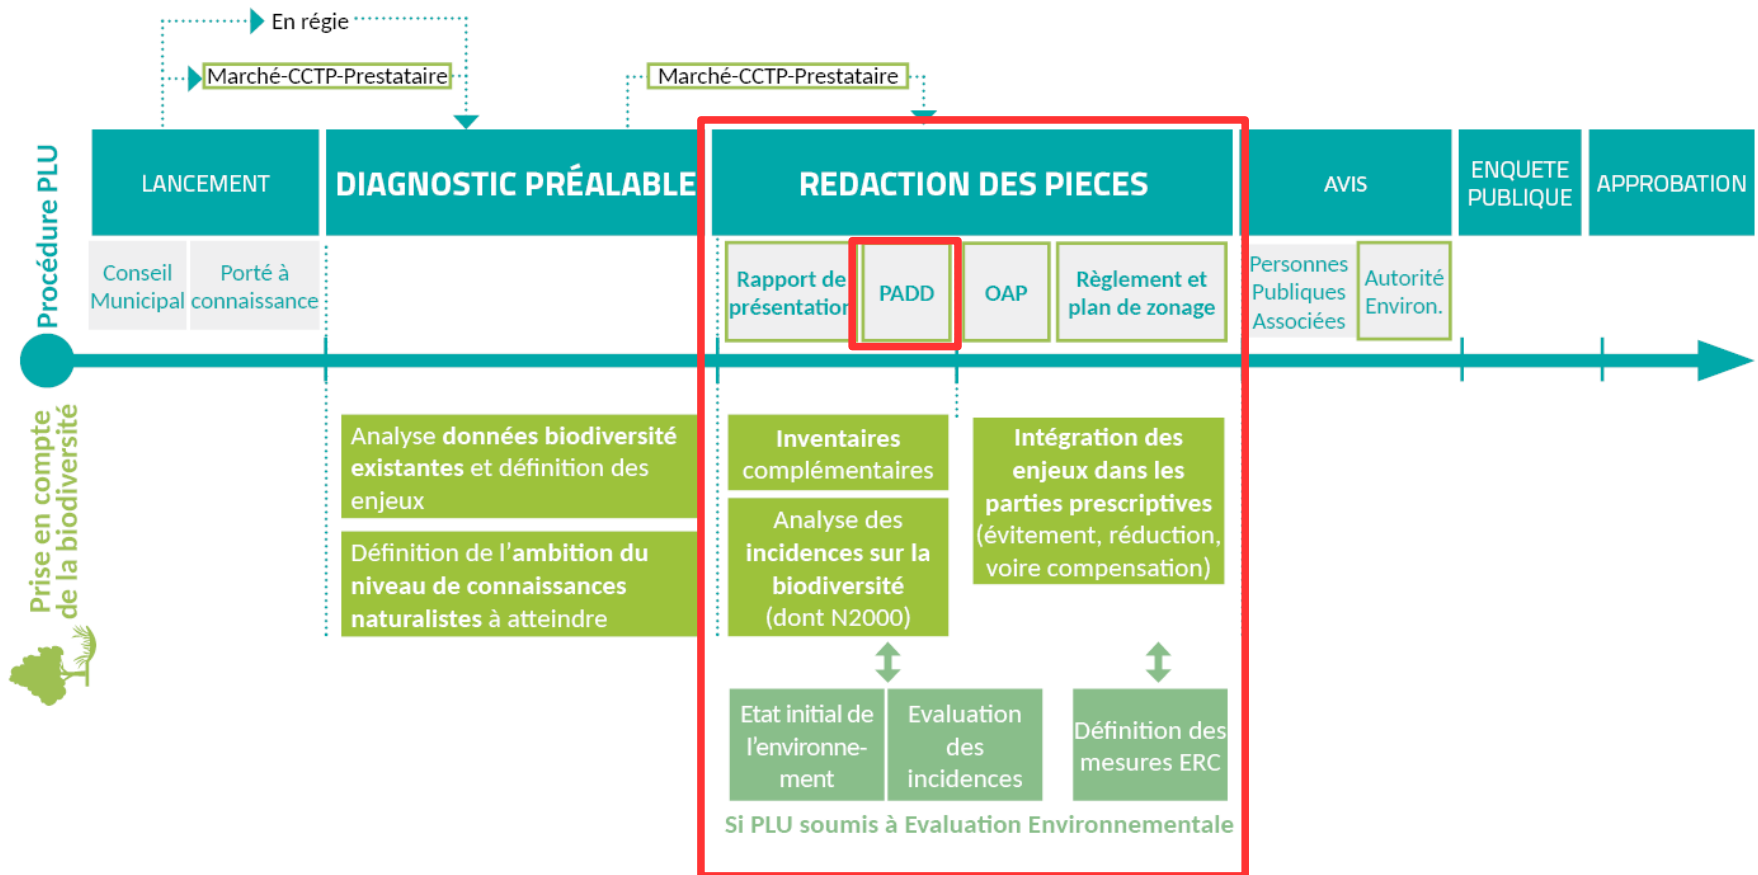 En régie
Marché-CCTP-Prestataire
Marché-CCTP-Prestataire
Procédure PLU
LANCEMENT
DIAGNOSTIC PRÉALABLE
REDACTION DES PIECES
AVIS
ENQUETE
PUBLIQUE
APPROBATION
Conseil
Municipal
Porté à
connaissance
Rapport de
présentation
PADD
OAP
Règlement et
plan de zonage
Personnes
Publiques
Associées
Autorité
Environ.
Prise en compte
de la biodiversité
Analyse données biodiversité
existantes et définition des
enjeux
Définition de l’ambition du
niveau de connaissances
naturalistes à atteindre
Inventaires
complémentaires
Analyse des
incidences sur la
biodiversité
(dont N2000)
Intégration des
enjeux dans les
parties prescriptives
(évitement, réduction,
voire compensation)
Etat initial de
l’environne-
ment
Evaluation
des
incidences
Définition des
mesures ERC
Si PLU soumis à Evaluation Environnementale